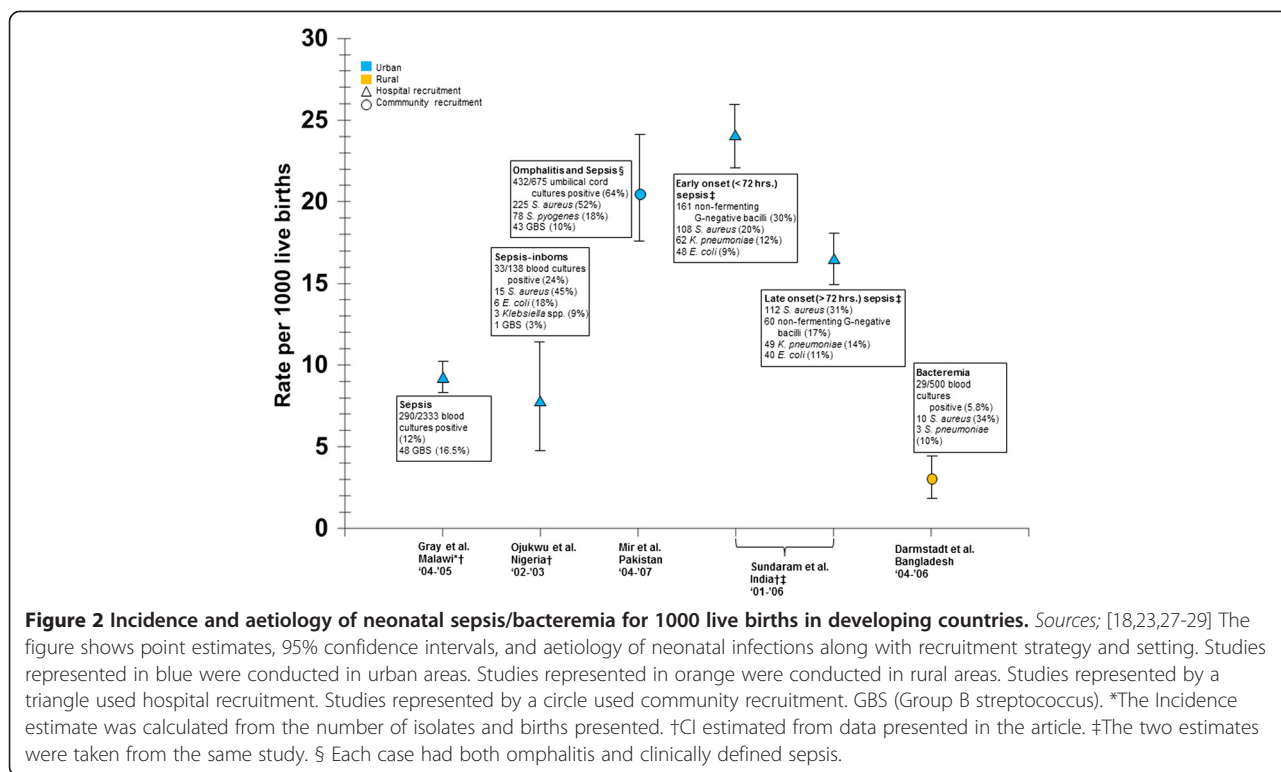 30
25
20
15
10
5
0
Rate per 1000 live births
Urban
Rural
Hospital recruitment
Commmunity recruitment
Sepsis
290/2333 blood
cultures positive
(12%)
48 GBS (16.5%)
Sepsis-inboms
33/138 blood cultures
positive (24%)
15 S. aureus (45%)
6 E. coli (18%)
3 Klebsiella spp. (9%)
1 GBS (3%)
Omphalitis and Sepsis §
432/675 umbilical cord
cultures positive (64%)
225 S. aureus (52%)
78 S. pyogenes (18%)
43 GBS (10%)
Early onset (< 72 hrs.)
sepsis‡
161 non-fermenting
G-negative bacilli (30%)
108 S. aureus (20%)
62 K. pneumoniae (12%)
48 E. coli (9%)
Late onset (> 72 hrs.) sepsis‡
112 S. aureus (31%)
60 non-fermenting G-negative
bacilli (17%)
49 K. pneumoniae (14%)
40 E. coli (11%)
Bacteremia
29/500 blood
cultures
positive (5.8%)
10 S. aureus (34%)
3 S. pneumoniae
(10%)
Gray et al.
Malawi*†
‘04-’05
Ojukwu et al.
Nigeria†
‘02-’03
Mir et al.
Pakistan
‘04-’07
Sundaram et al.
India†‡
‘01-’06
Darmstadt et al.
Bangladesh
‘04-’06
Figure 2 Incidence and aetiology of neonatal sepsis/bacteremia for 1000 live births in developing countries. Sources; [18,23,27-29] The
figure shows point estimates, 95% confidence intervals, and aetiology of neonatal infections along with recruitment strategy and setting. Studies
represented in blue were conducted in urban areas. Studies represented in orange were conducted in rural areas. Studies represented by a
triangle used hospital recruitment. Studies represented by a circle used community recruitment. GBS (Group B streptococcus). *The Incidence
estimate was calculated from the number of isolates and births presented. †CI estimated from data presented in the article. ‡The two estimates
were taken from the same study. § Each case had both omphalitis and clinically defined sepsis.